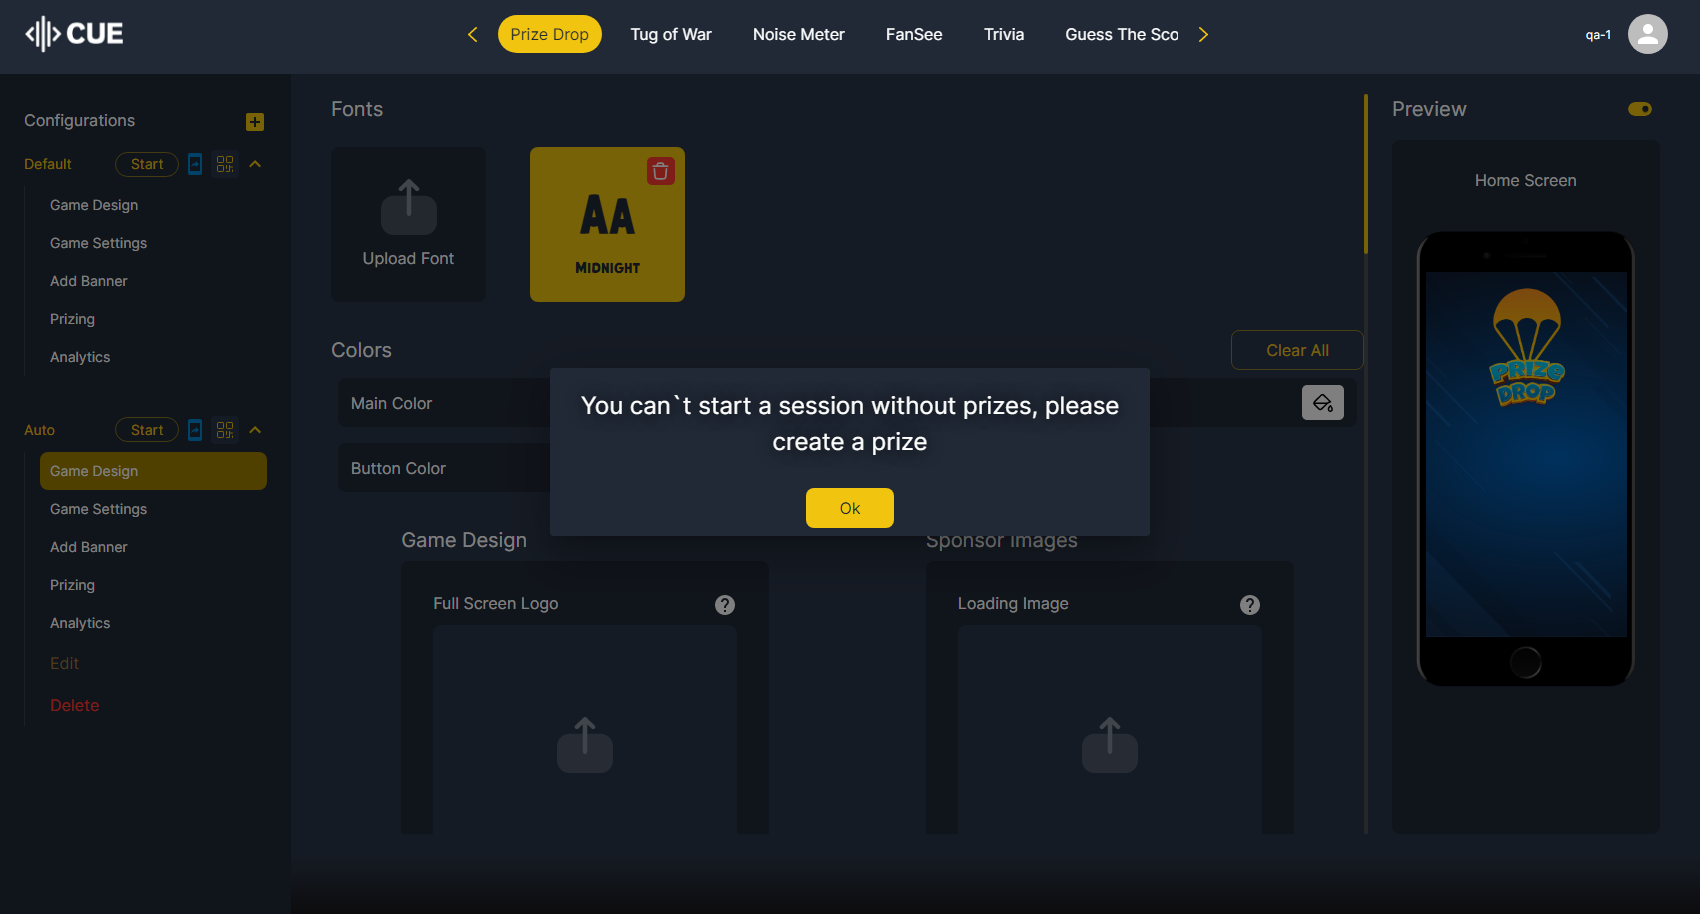 CUE
Prize Drop
Tug of War
Noise Meter
FanSee
Trivia
Guess The Sco
qa-1
Configurations
Default
Start
Game Design
Game Settings
Add Banner
Prizing
Analytics
Auto
Start
Game Design
Game Settings
Add Banner
Prizing
Analytics
Edit
Delete
Fonts
Upload Font
AA
MIDNIGHT
Colors
Clear All
Main Color
Button Color
You can`t start a session without prizes, please
create a prize
Ok
Game Design
Full Screen Logo
?
Sponsor Images
Loading Image
?
Preview
Home Screen
PRIZE
DROP